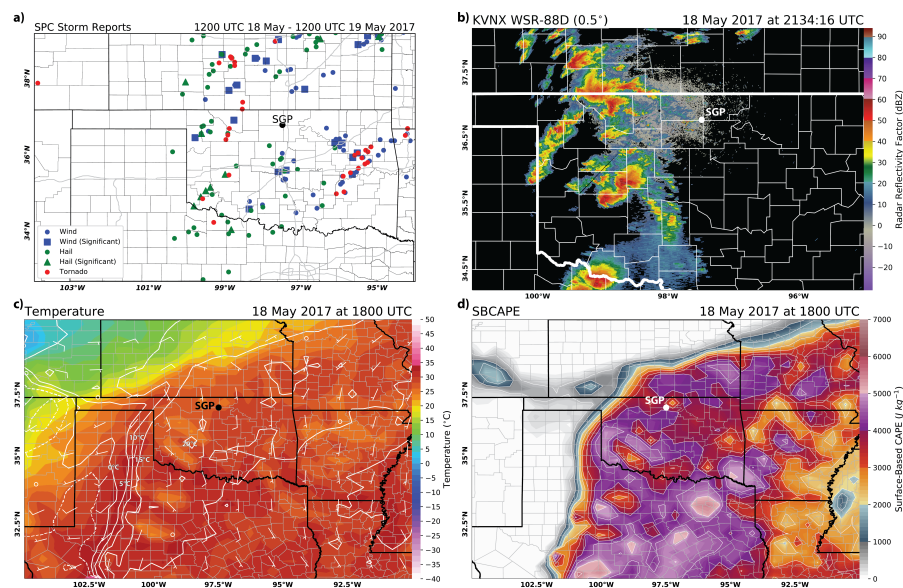 a) SPC Storm Reports 1200 UTC 18 May - 1200 UTC 19 May 2017
38°N
36°N
34°N
SGP
Wind
Wind (Significant)
Hail
Hail (Significant)
Tornado
103°W 101°W 99°W 97°W 95°W
b) KVNX WSR-88D (0.5°) 18 May 2017 at 2134:16 UTC
37.5°N
36.5°N
35.5°N
34.5°N
SGP
100°W 98°W 96°W
90
80
70
60
50
40
30
20
10
0
−10
−20
Radar Reflectivity Factor (dBZ)
c) Temperature 18 May 2017 at 1800 UTC
37.5°N
35°N
32.5°N
SGP
10°C
15°C
0°C
5°C
20°C
102.5°W 100°W 97.5°W 95°W 92.5°W
50
45
40
35
30
25
20
15
10
5
0
−5
−10
−15
−20
−25
−30
−35
−40
Temperature (°C)
d) SBCAPE 18 May 2017 at 1800 UTC
37.5°N
35°N
32.5°N
SGP
102.5°W 100°W 97.5°W 95°W 92.5°W
7000
6000
5000
4000
3000
2000
1000
0
Surface-Based CAPE (J kg⁻¹)